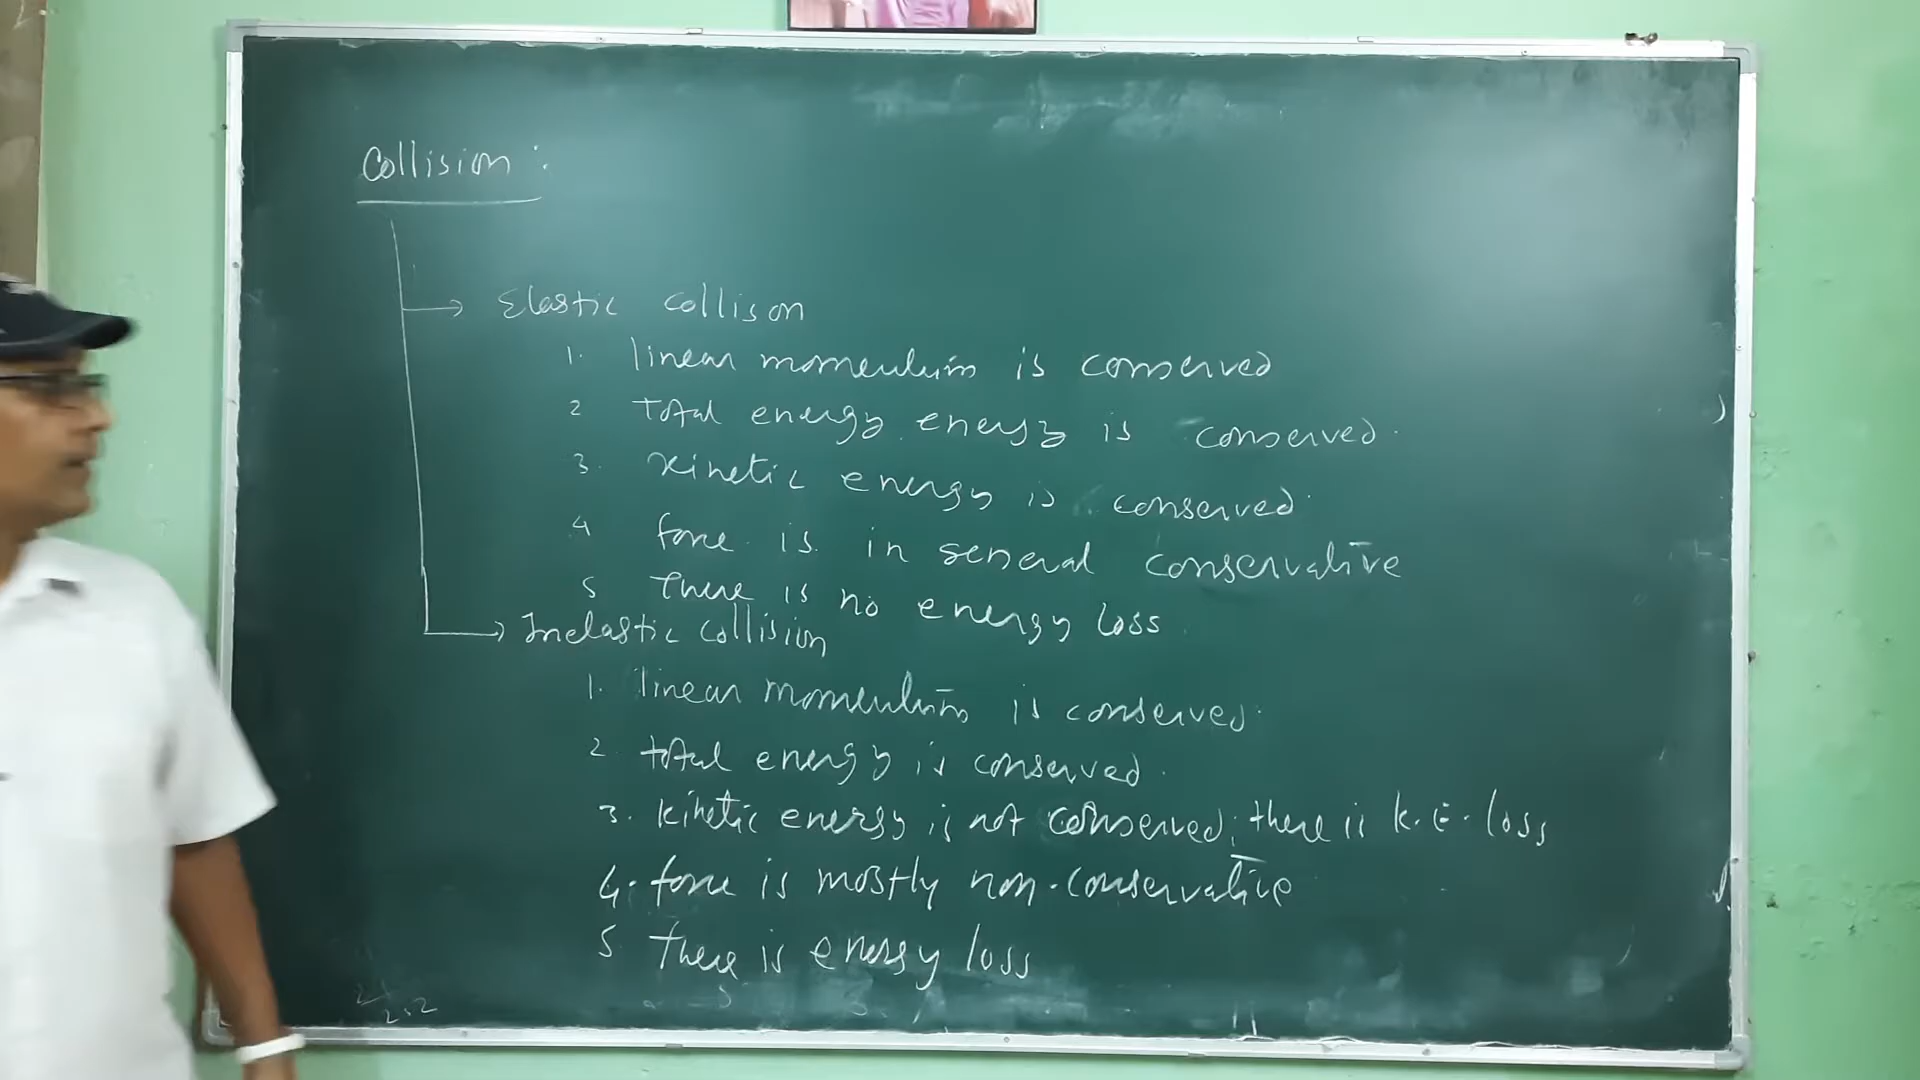 Collision :
Elastic collison
1. linear momentum is conserved
2 Total energy energy is conserved.
3. kinetic energy is conserved.
4 force is in general conservative
5 There is no energy loss.
Inelastic collision
1. linear momentum is conserved.
2. total energy is conserved.
3. kinetic energy is not conserved; there is k.E. loss
4. force is mostly non-conservative
5. There is energy loss